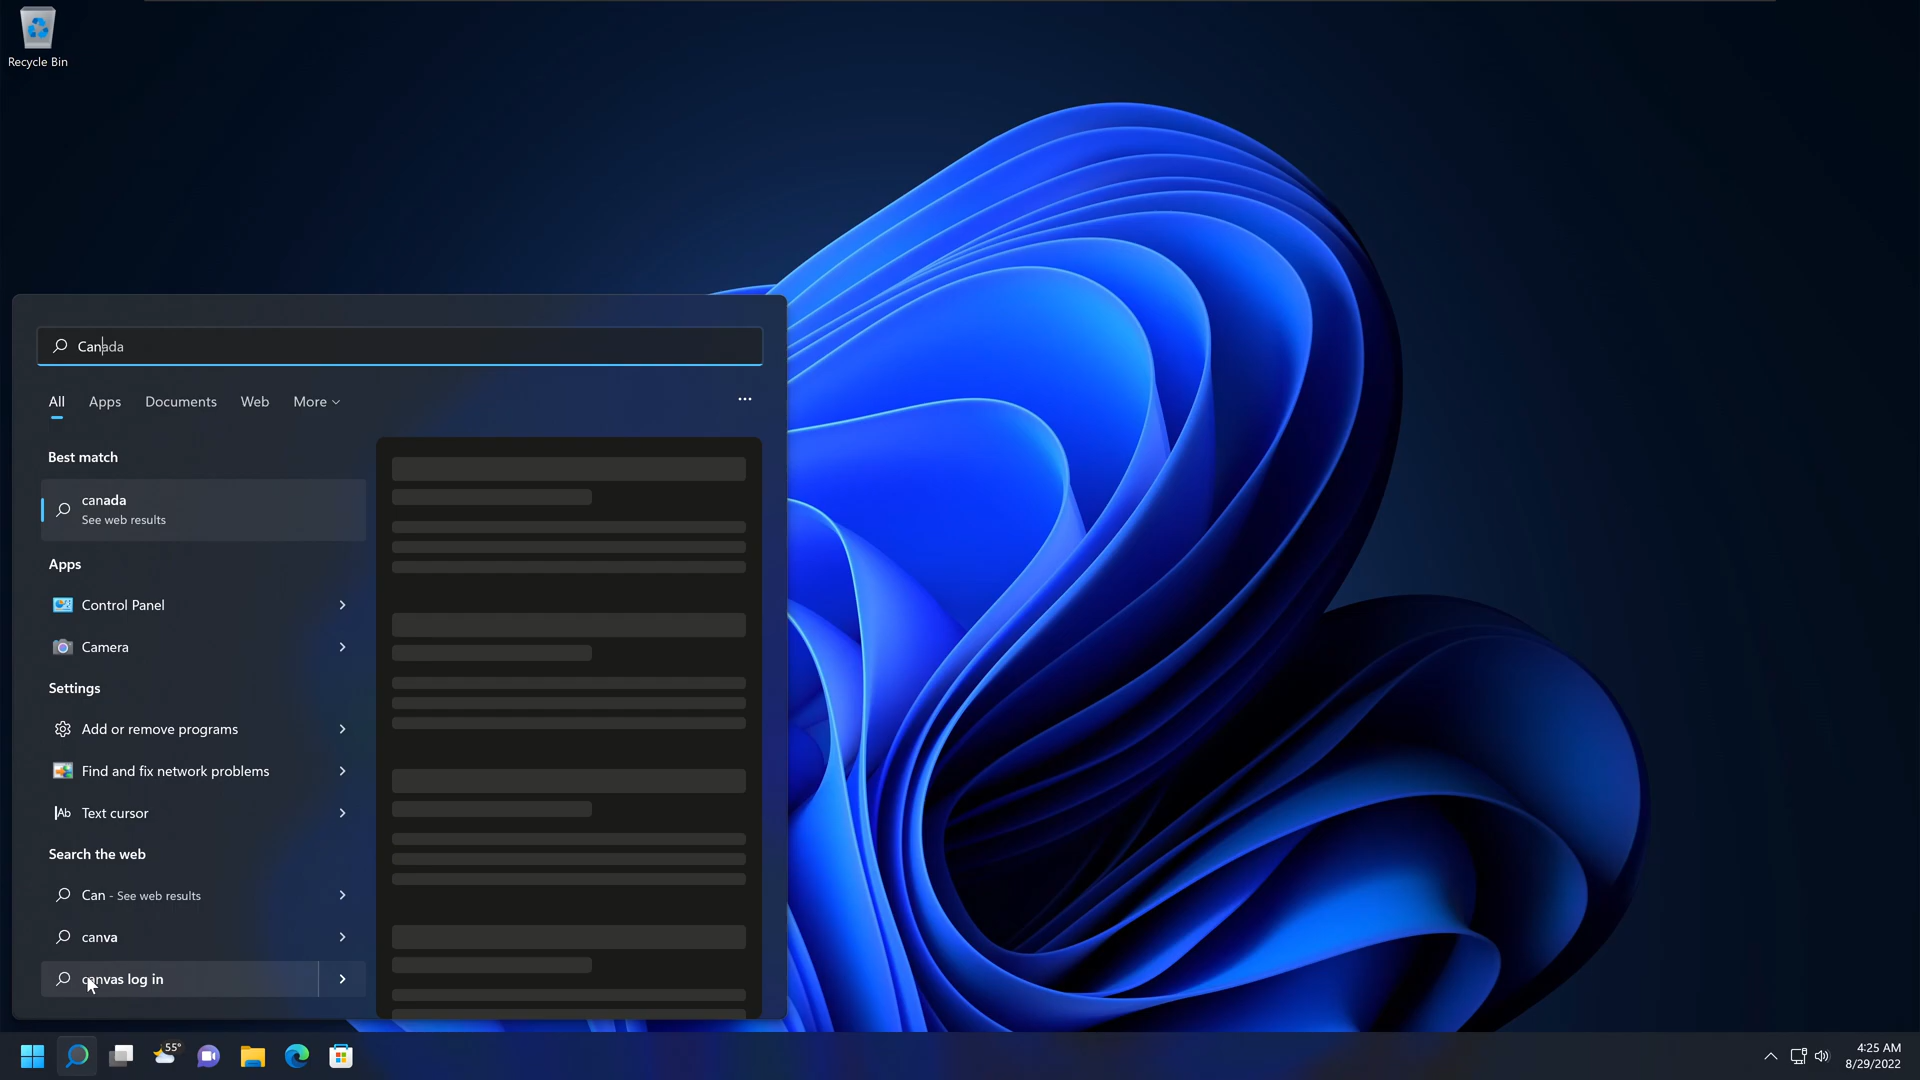 Recycle Bin
Canada
All Apps Documents Web More
Best match
canada
See web results
Apps
Control Panel
Camera
Settings
Add or remove programs
Find and fix network problems
Ab Text cursor
Search the web
Can - See web results
canva
canvas log in
55°
4:25 AM
8/29/2022